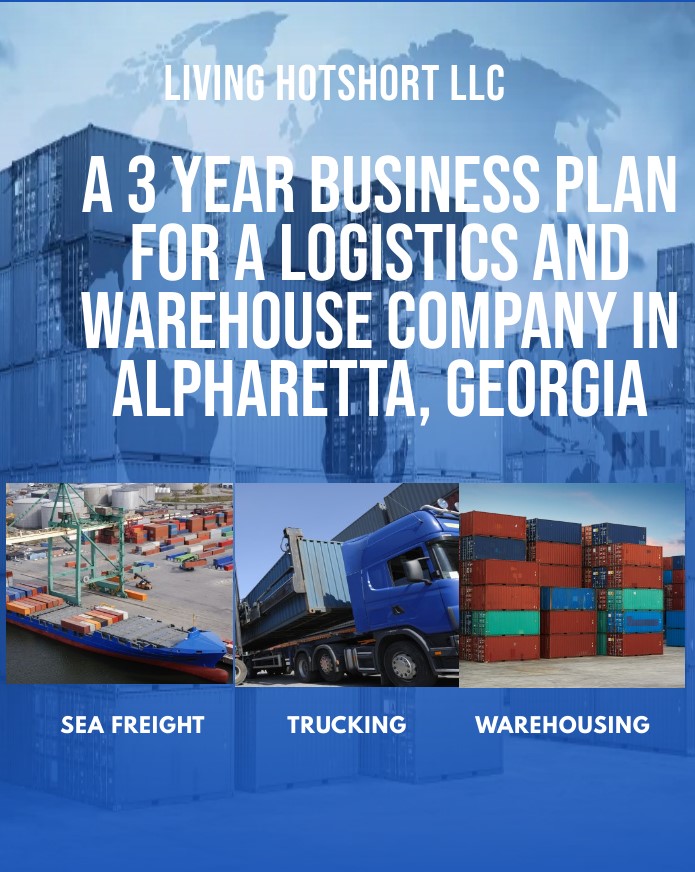 LIVING HOTSHORT LLC
A 3 YEAR BUSINESS PLAN
FOR A LOGISTICS AND
WAREHOUSE COMPANY IN
ALPHARETTA, GEORGIA
SEA FREIGHT
TRUCKING
WAREHOUSING